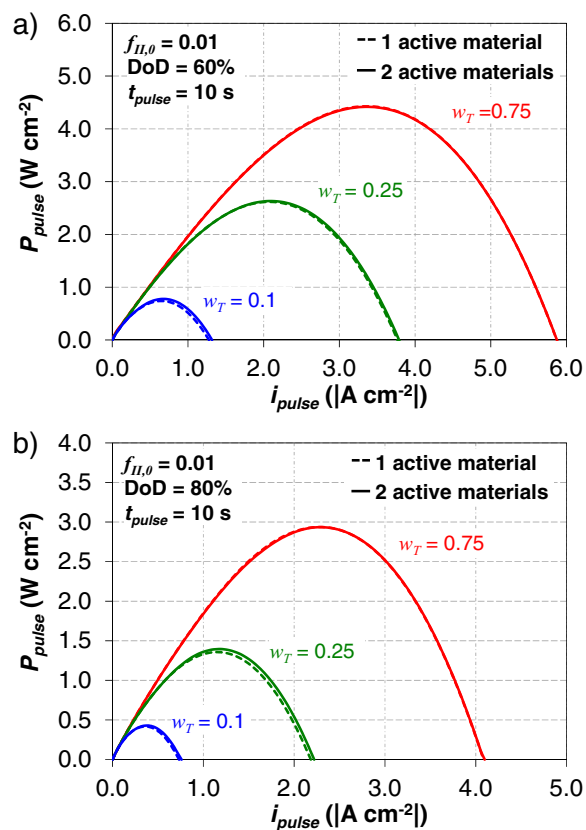 a)
6.0
5.0
4.0
3.0
2.0
1.0
0.0
P_pulse (W cm⁻²)
f_II,0 = 0.01
DoD = 60%
t_pulse = 10 s
1 active material
2 active materials
w_T = 0.75
w_T = 0.25
w_T = 0.1
0.0 1.0 2.0 3.0 4.0 5.0 6.0
i_pulse (|A cm⁻²|)
b)
4.0
3.5
3.0
2.5
2.0
1.5
1.0
0.5
0.0
P_pulse (W cm⁻²)
f_II,0 = 0.01
DoD = 80%
t_pulse = 10 s
1 active material
2 active materials
w_T = 0.75
w_T = 0.25
w_T = 0.1
0.0 1.0 2.0 3.0 4.0 5.0
i_pulse (|A cm⁻²|)